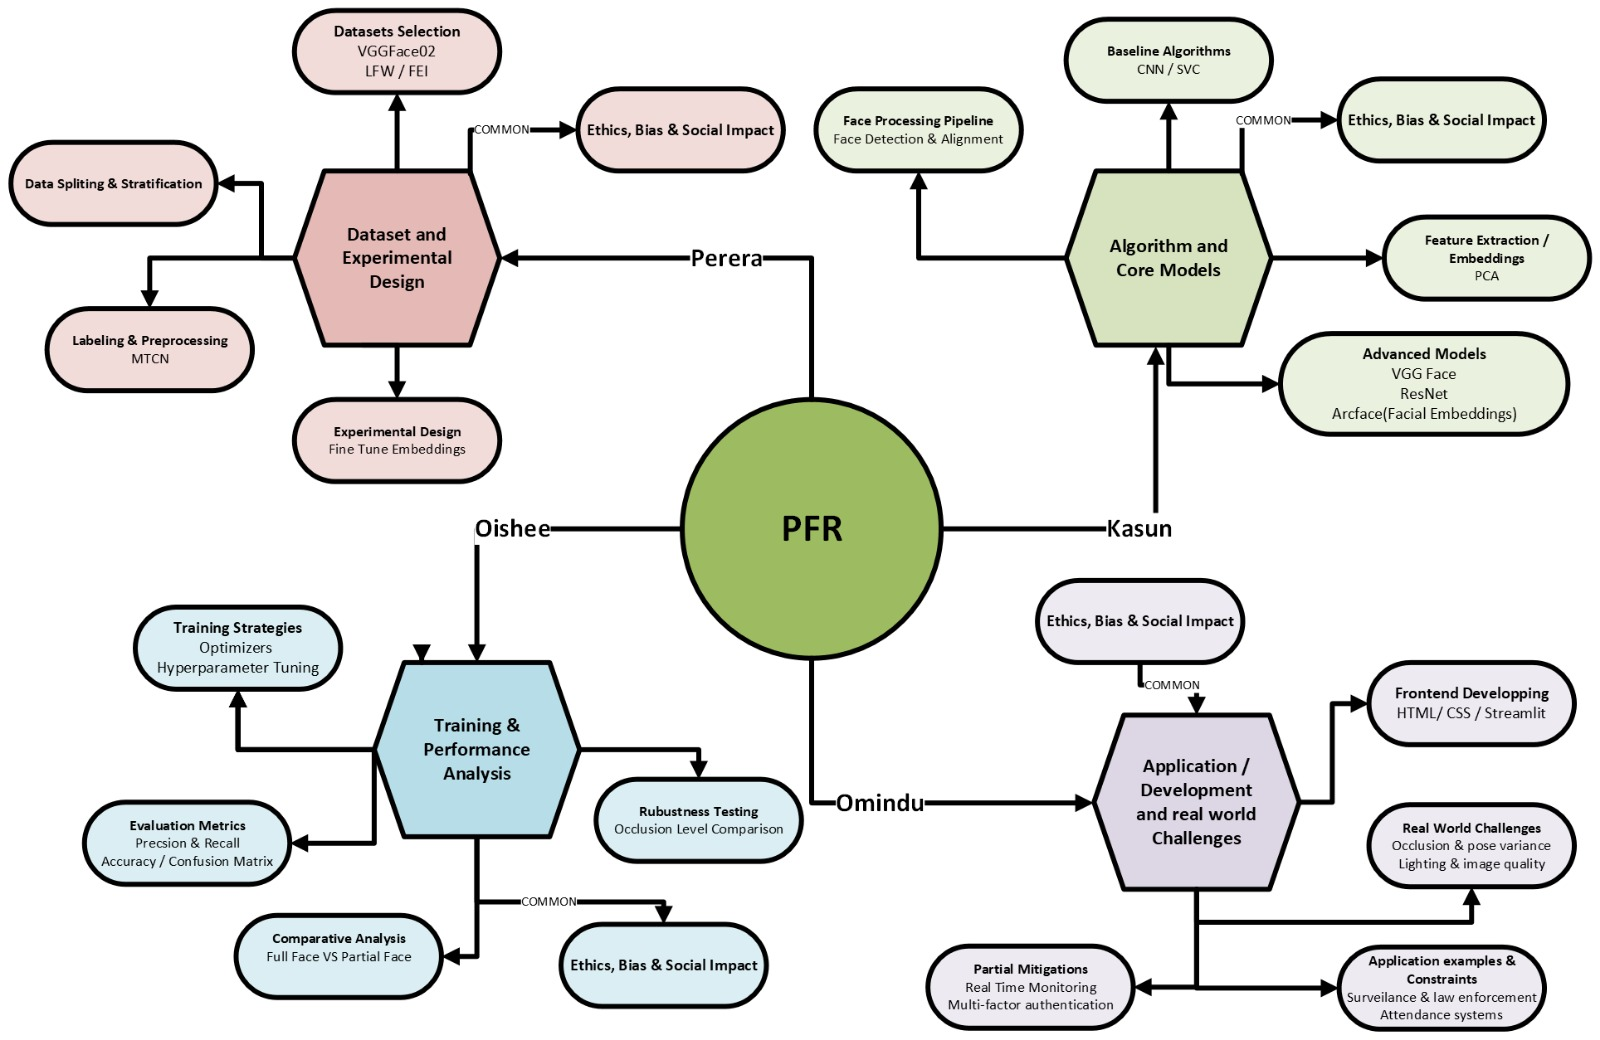 Datasets Selection
VGGFace02
LFW / FEI
COMMON
Ethics, Bias & Social Impact
Data Spliting & Stratification
Dataset and
Experimental
Design
Labeling & Preprocessing
MTCN
Experimental Design
Fine Tune Embeddings
Perera
Baseline Algorithms
CNN / SVC
Face Processing Pipeline
Face Detection & Alignment
COMMON
Ethics, Bias & Social Impact
Algorithm and
Core Models
Feature Extraction /
Embeddings
PCA
Advanced Models
VGG Face
ResNet
Arcface(Facial Embeddings)
Oishee
PFR
Kasun
Training Strategies
Optimizers
Hyperparameter Tuning
Training &
Performance
Analysis
Rubustness Testing
Occlusion Level Comparison
Evaluation Metrics
Precsion & Recall
Accuracy / Confusion Matrix
COMMON
Comparative Analysis
Full Face VS Partial Face
Ethics, Bias & Social Impact
Omindu
Ethics, Bias & Social Impact
COMMON
Frontend Developping
HTML/ CSS / Streamlit
Application /
Development
and real world
Challenges
Real World Challenges
Occlusion & pose variance
Lighting & image quality
Partial Mitigations
Real Time Monitoring
Multi-factor authentication
Application examples &
Constraints
Surveilance & law enforcement
Attendance systems